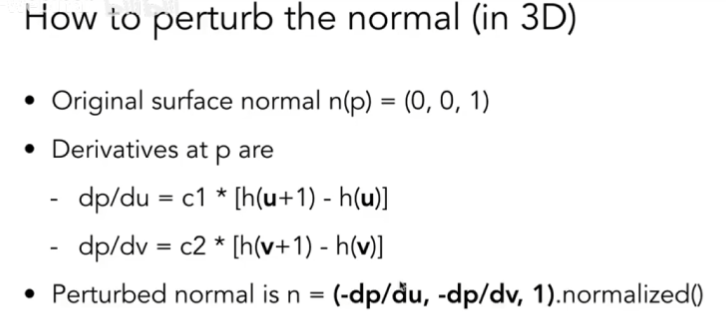 How to perturb the normal (in 3D)
• Original surface normal n(p) = (0, 0, 1)
• Derivatives at p are
- dp/du = c1 * [h(u+1) - h(u)]
- dp/dv = c2 * [h(v+1) - h(v)]
• Perturbed normal is n = (-dp/du, -dp/dv, 1).normalized()